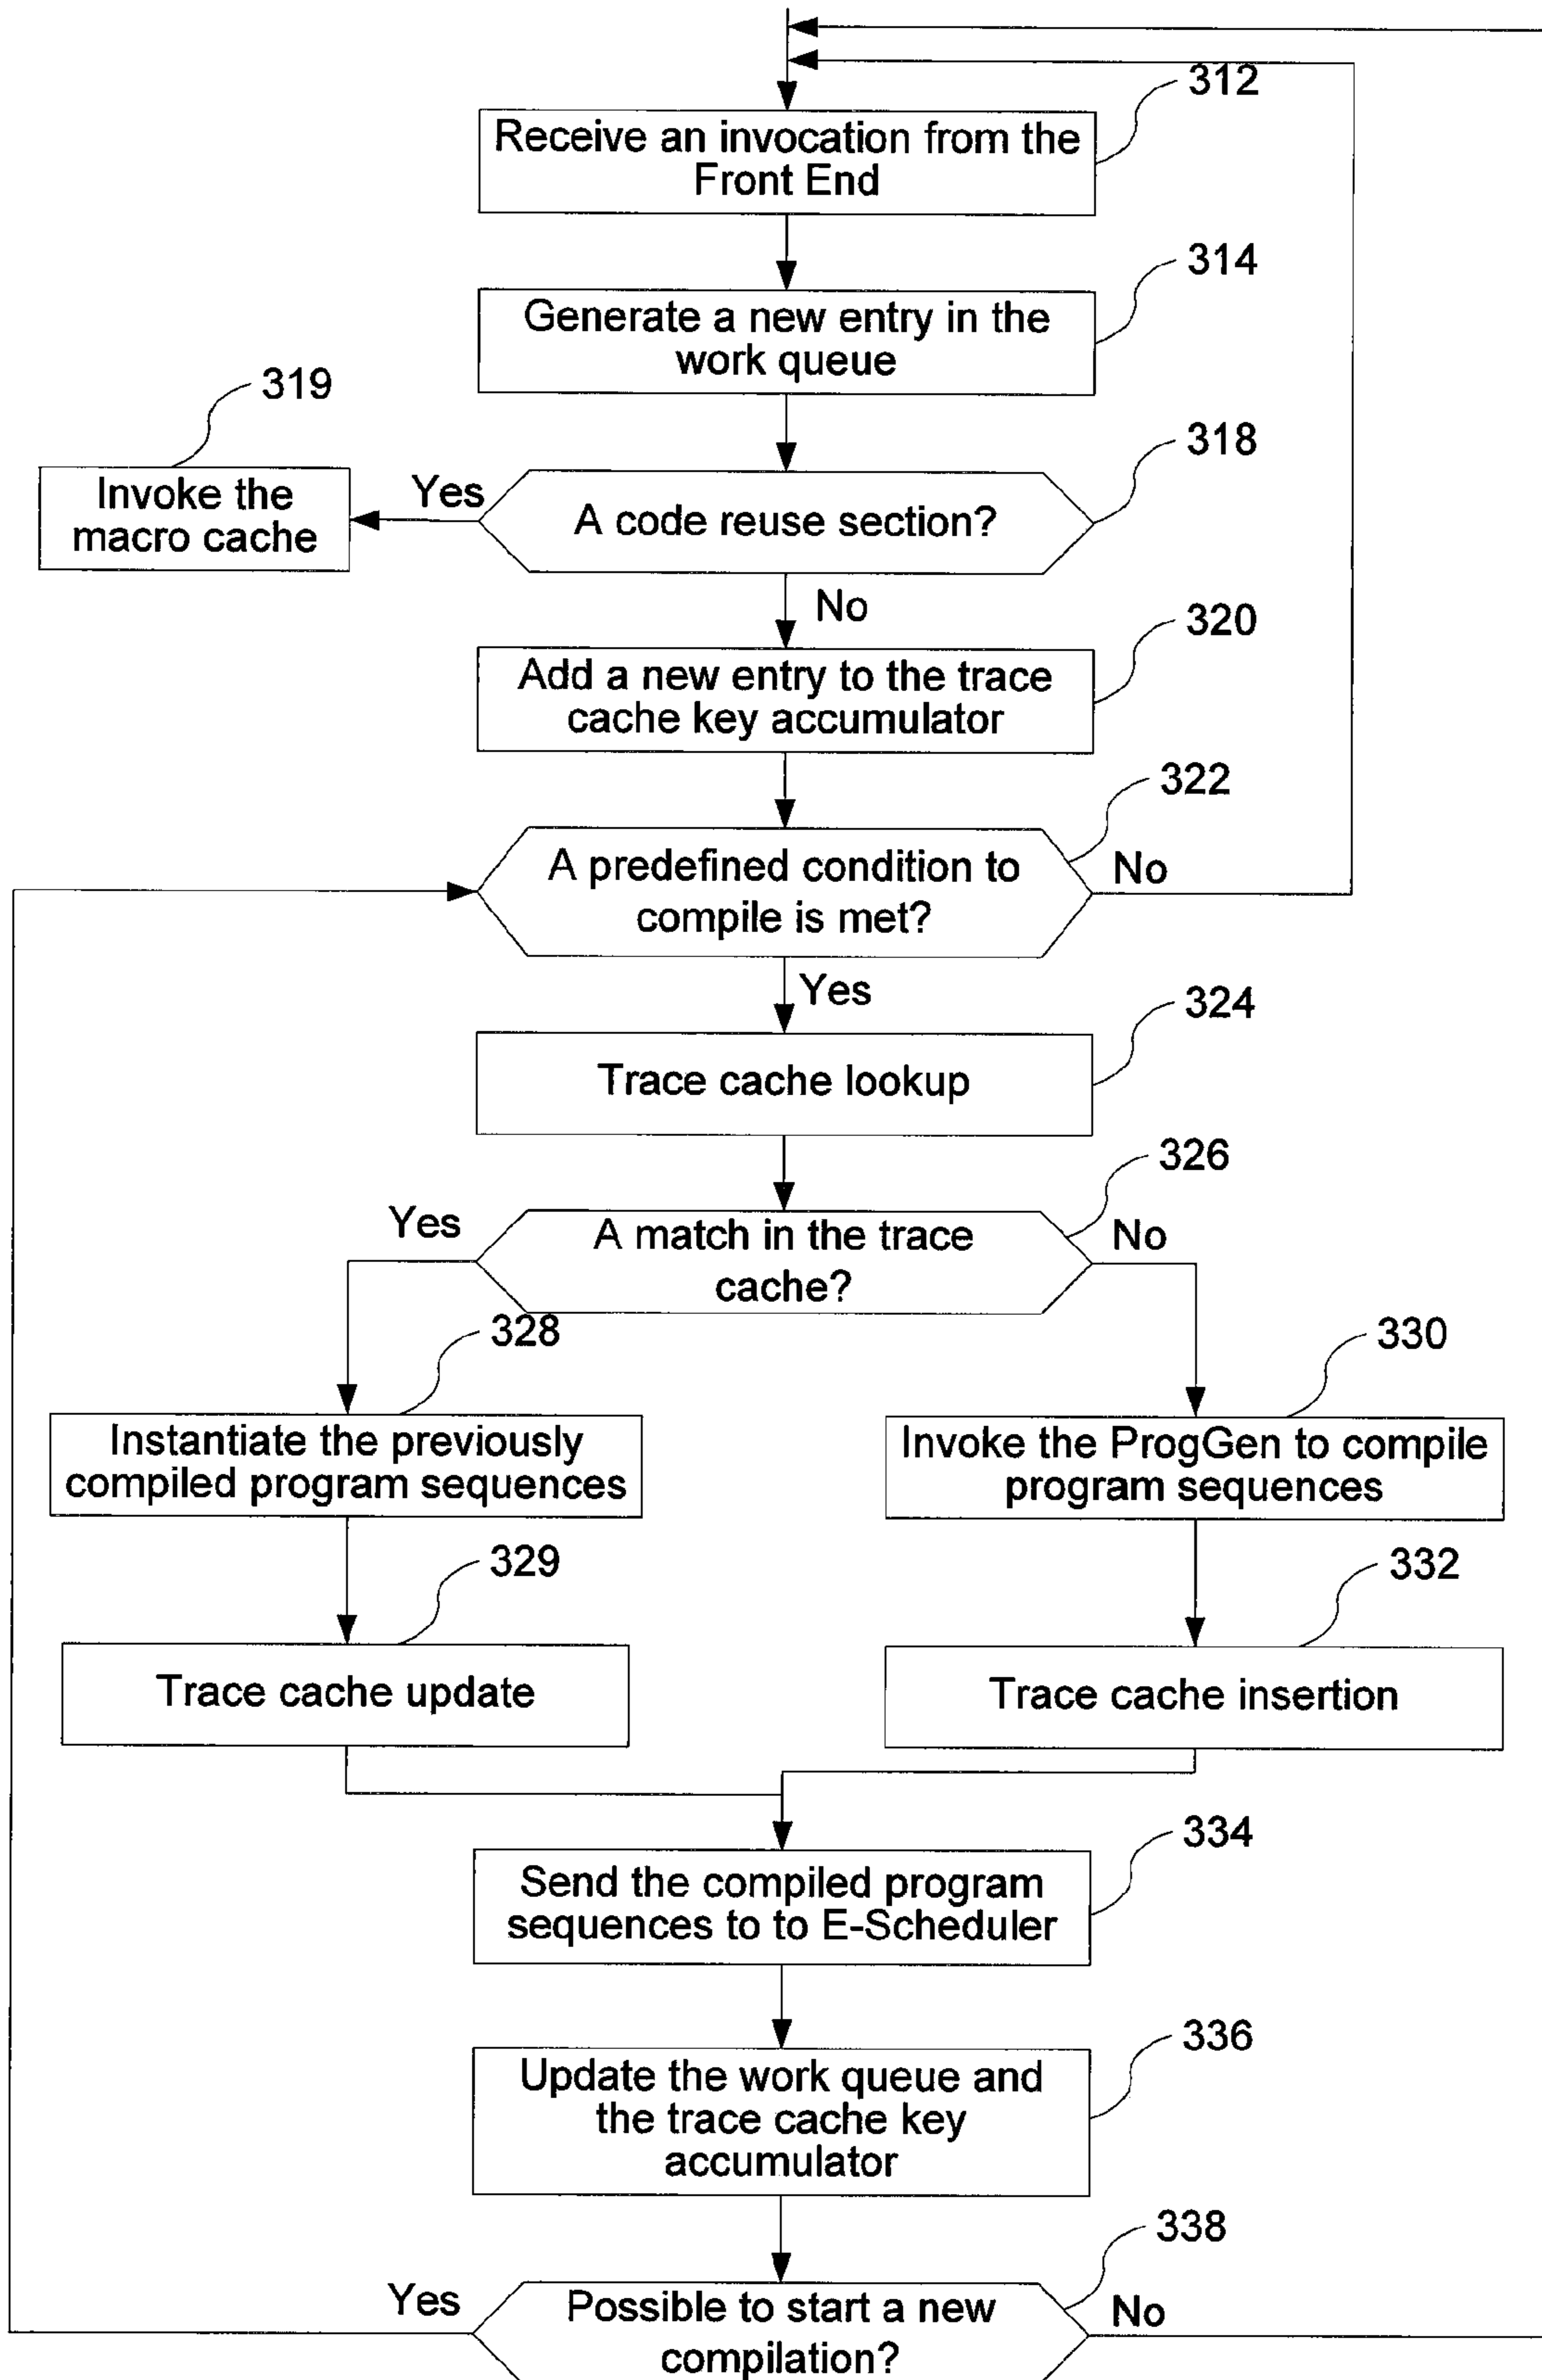 312
Receive an invocation from the
Front End
314
Generate a new entry in the
work queue
319
318
Invoke the
macro cache
Yes
A code reuse section?
No
320
Add a new entry to the trace
cache key accumulator
322
A predefined condition to
compile is met?
No
Yes
324
Trace cache lookup
326
Yes
A match in the trace
cache?
No
328
330
Instantiate the previously
compiled program sequences
Invoke the ProgGen to compile
program sequences
329
332
Trace cache update
Trace cache insertion
334
Send the compiled program
sequences to to E-Scheduler
336
Update the work queue and
the trace cache key
accumulator
338
Yes
Possible to start a new
compilation?
No